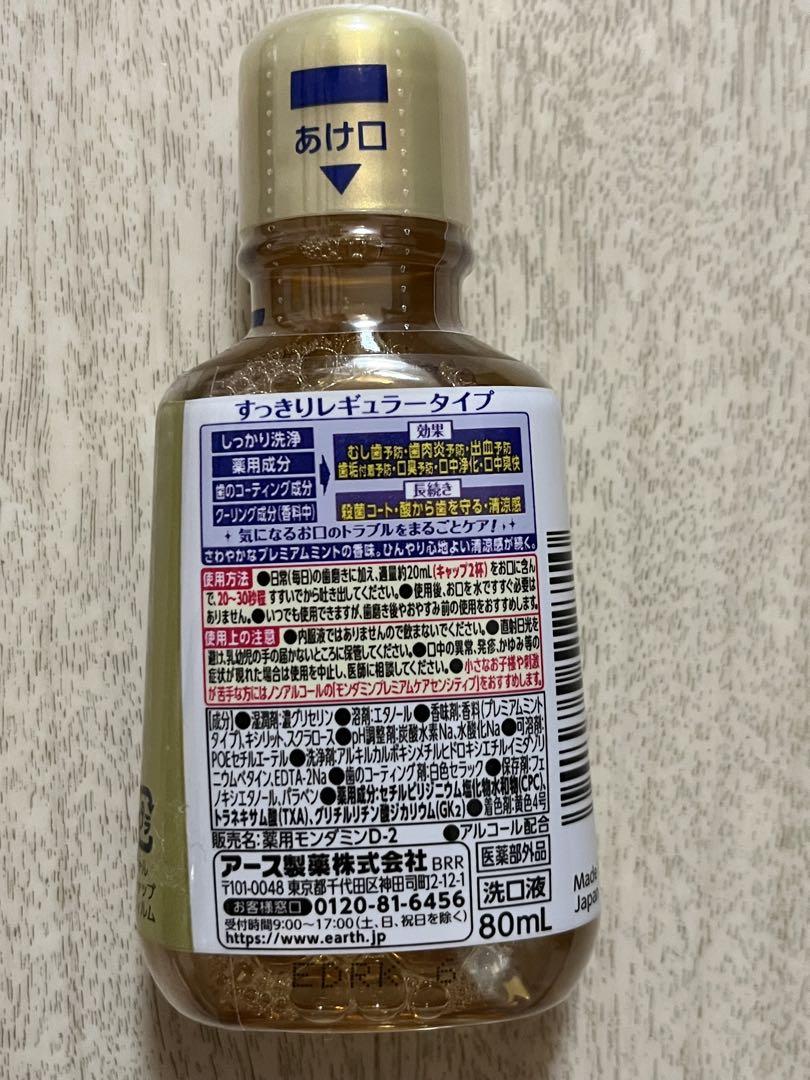 あけ口
すっきりレギュラータイプ
しっかり洗浄
薬用成分
歯のコーティング成分
クーリング成分(香料中)
効果
むし歯予防・歯肉炎予防・出血予防
歯垢付着予防・口臭予防・口中浄化・口中爽快
長続き
殺菌コート・酸から歯を守る・清涼感
気になるお口のトラブルをまるごとケア!
さわやかなプレミアムミントの香味。ひんやり心地よい清涼感が続く。
使用方法 ●日常(毎日)の歯磨きに加え、適量約20mL(キャップ2杯)をお口に含ん
で、20~30秒程すすいでから吐き出してください。●使用後、お口を水ですすぐ必要は
ありません。●いつでも使用できますが、歯磨き後やおやすみ前の使用をおすすめします。
使用上の注意 ●内服液ではありませんので飲まないでください。●直射日光を
避け、乳幼児の手の届かないところに保管してください。●口中の異常、発疹、かゆみ等の
症状が現れた場合は使用を中止し、医師に相談してください。●小さなお子様や刺激
が苦手な方にはノンアルコールの「モンダミンプレミアムケアセンシティブ」をおすすめします。
[成分]●湿潤剤:濃グリセリン●溶剤:エタノール●香味剤:香料(プレミアムミント
タイプ)、キシリット、スクラロース●pH調整剤:炭酸水素Na、水酸化Na●可溶剤:
POEセチルエーテル●洗浄剤:アルキルカルボキシメチルヒドロキシエチルイミダゾリ
ニウムベタイン、EDTA-2Na●歯のコーティング剤:白色セラック●保存剤:フェ
ノキシエタノール、パラベン●薬用成分:セチルピリジニウム塩化物水和物(CPC)、
トラネキサム酸(TXA)、グリチルリチン酸ジカリウム(GK2)●着色剤:黄色4号
販売名:薬用モンダミンD-2 ●アルコール配合
アース製薬株式会社 BRR
〒101-0048 東京都千代田区神田司町2-12-1
お客様窓口 0120-81-6456
受付時間9:00~17:00(土、日、祝日を除く)
https://www.earth.jp
医薬部外品
洗口液
80mL
Made
Japan
EDRK 6